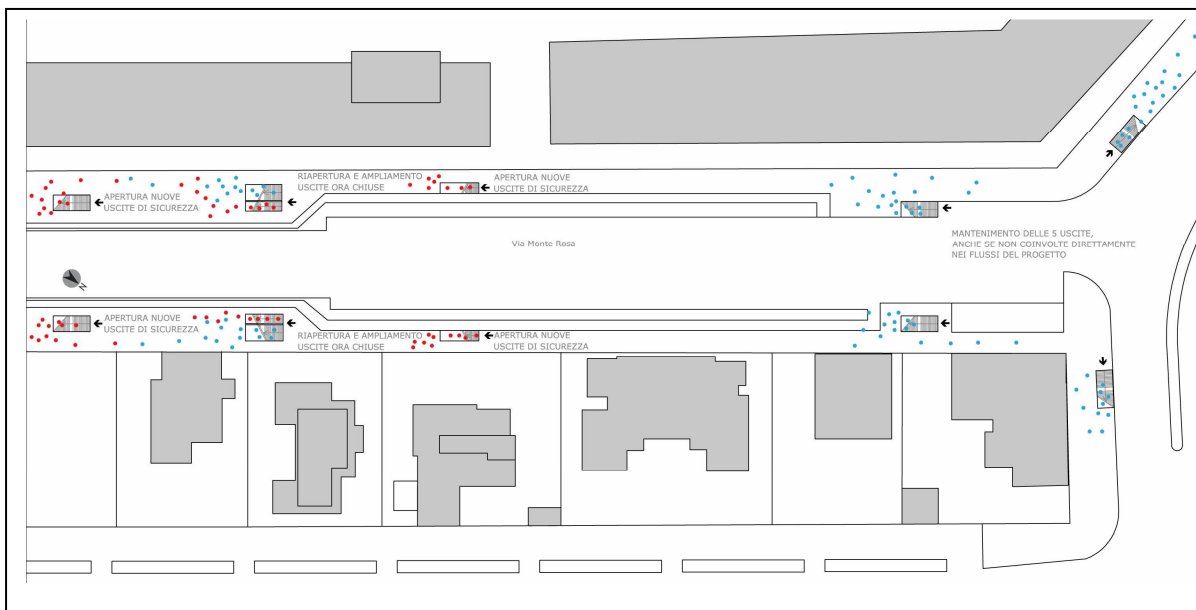 RIAPERTURA E AMPLIAMENTO
USCITE ORA CHIUSE
APERTURA NUOVE
USCITE DI SICUREZZA
APERTURA NUOVE
USCITE DI SICUREZZA
MANTENIMENTO DELLE 5 USCITE,
ANCHE SE NON COINVOLTE DIRETTAMENTE
NEI FLUSSI DEL PROGETTO
Via Monte Rosa
N
APERTURA NUOVE
USCITE DI SICUREZZA
RIAPERTURA E AMPLIAMENTO
USCITE ORA CHIUSE
APERTURA NUOVE
USCITE DI SICUREZZA